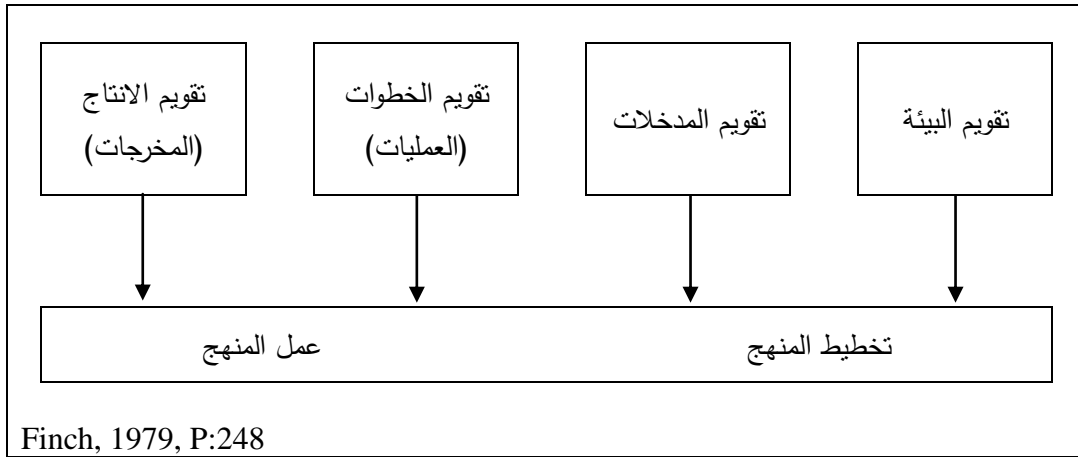 تقويم البيئة
تقويم المدخلات
تقويم الخطوات
(العمليات)
تقويم الانتاج
(المخرجات)
تخطيط المنهج
عمل المنهج
Finch, 1979, P:248